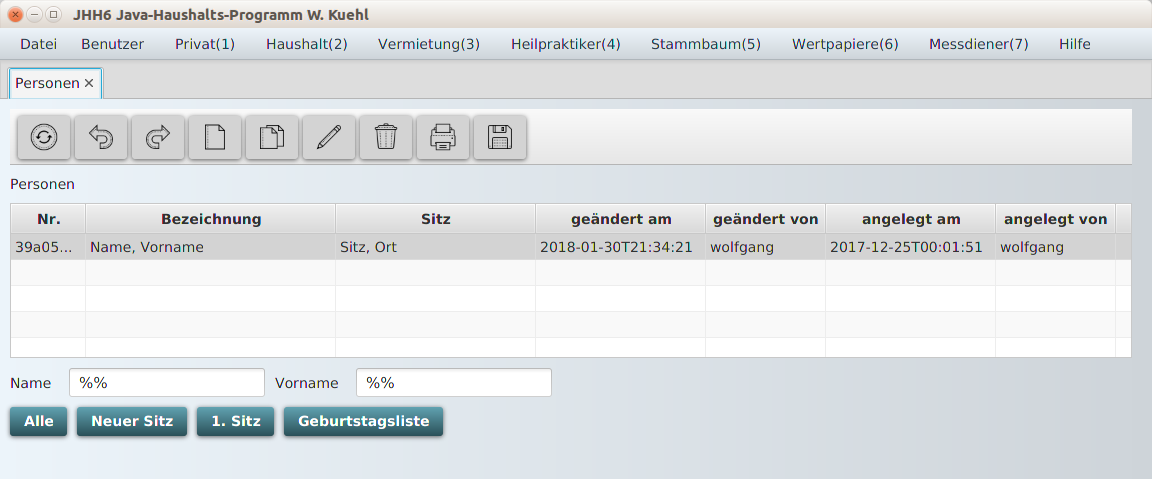 JHH6 Java-Haushalts-Programm W. Kuehl
Datei Benutzer Privat(1) Haushalt(2) Vermietung(3) Heilpraktiker(4) Stammbaum(5) Wertpapiere(6) Messdiener(7) Hilfe
Personen
Personen
Nr. Bezeichnung Sitz geändert am geändert von angelegt am angelegt von
39a05... Name, Vorname Sitz, Ort 2018-01-30T21:34:21 wolfgang 2017-12-25T00:01:51 wolfgang
Name %% Vorname %%
Alle Neuer Sitz 1. Sitz Geburtstagsliste